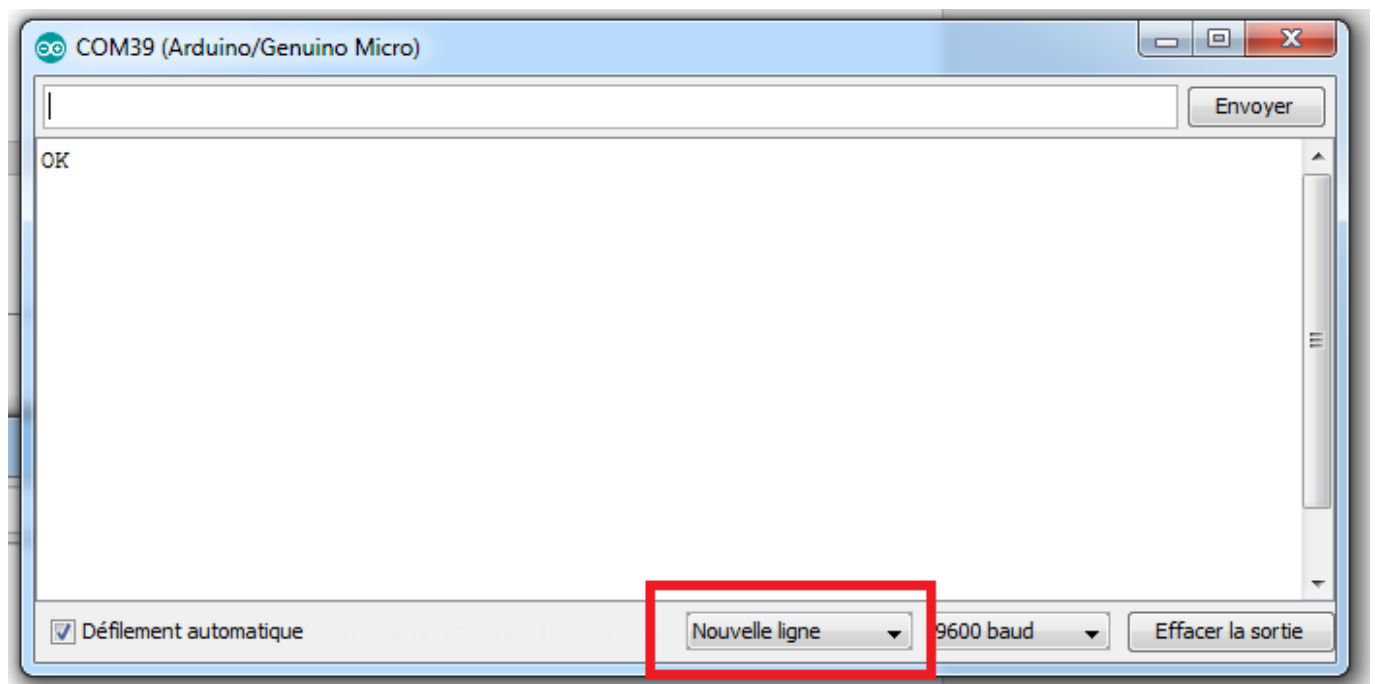 COM39 (Arduino/Genuino Micro)
Envoyer
OK
Défilement automatique
Nouvelle ligne
9600 baud
Effacer la sortie